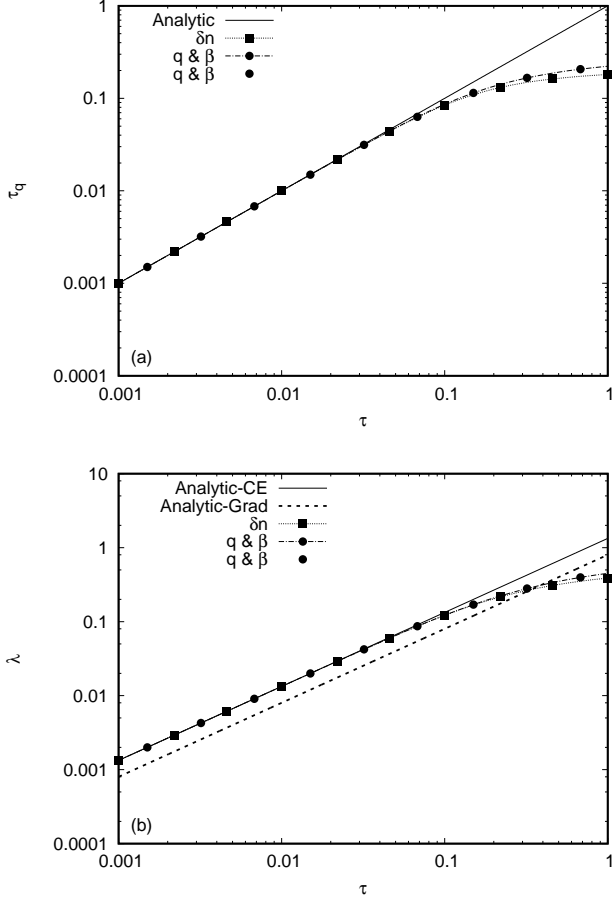 1
0.1
0.01
0.001
0.0001
τq
Analytic
δn
q & β
q & β
(a)
0.001 0.01 0.1 1
τ
10
1
0.1
0.01
0.001
0.0001
λ
Analytic-CE
Analytic-Grad
δn
q & β
q & β
(b)
0.001 0.01 0.1 1
τ